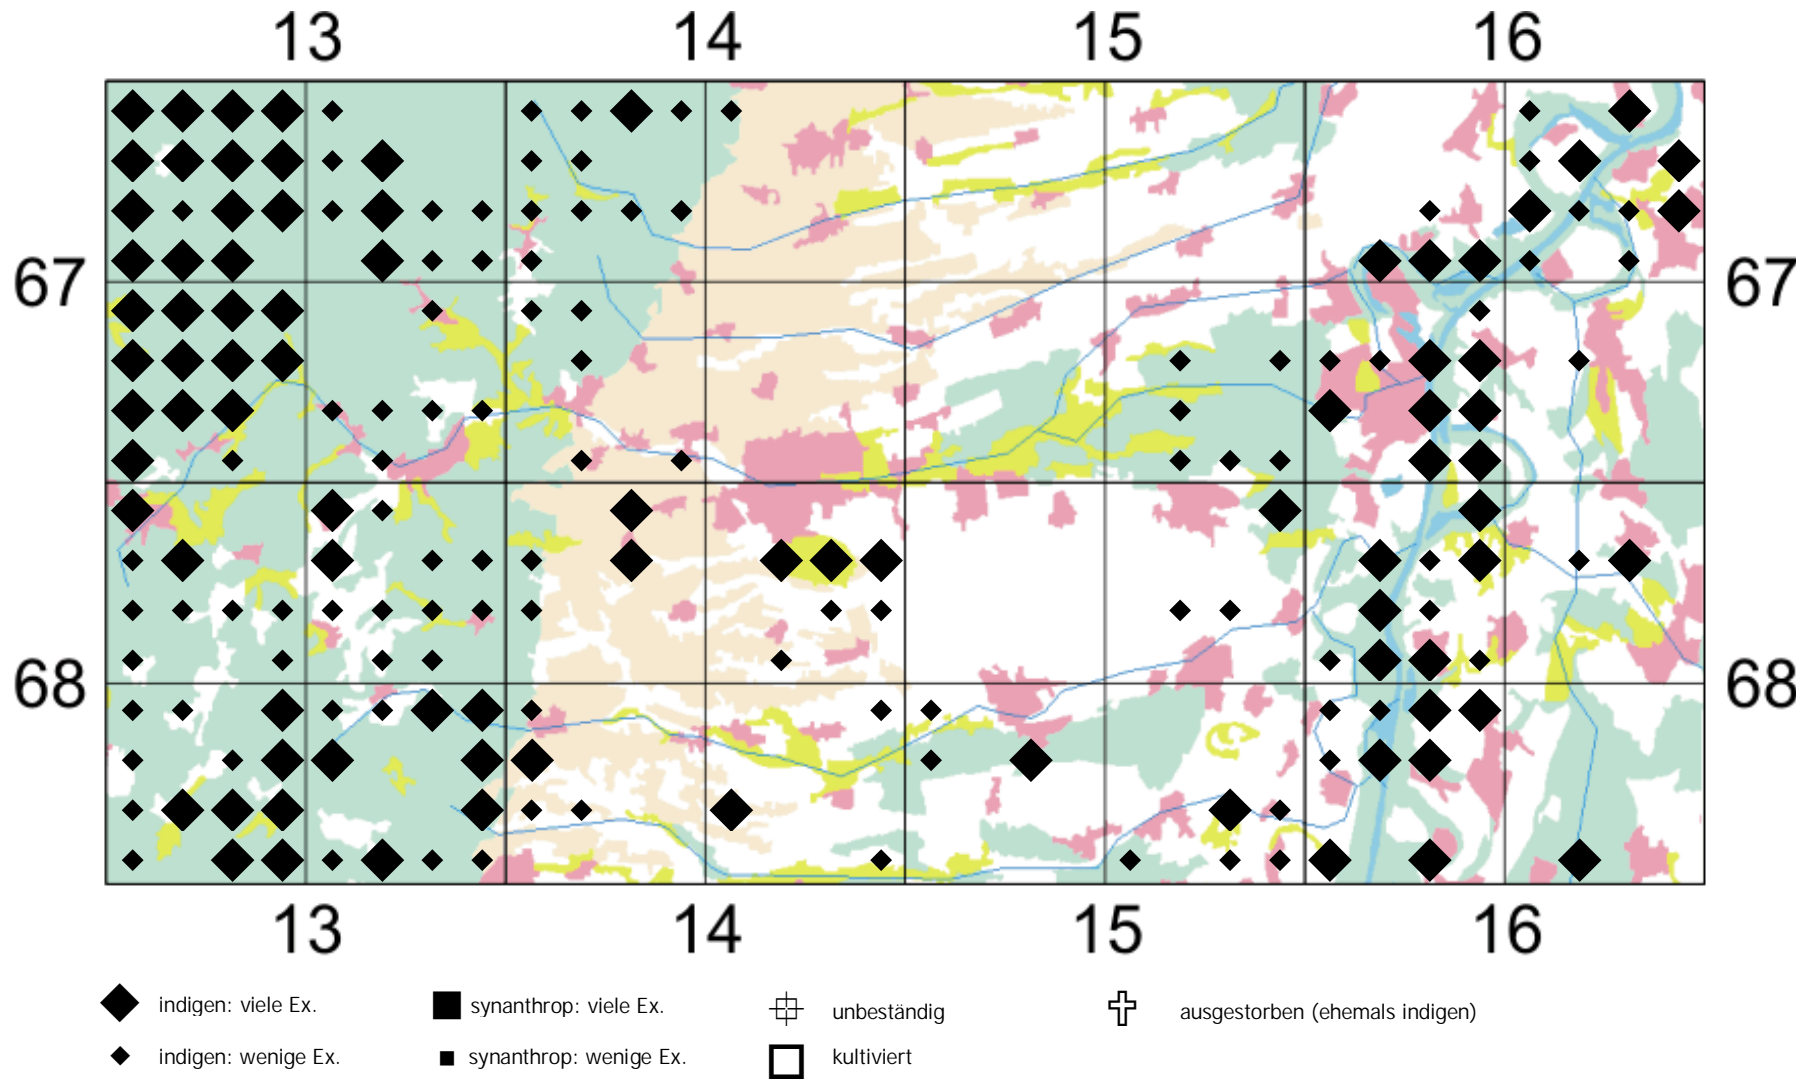 13 14 15 16
67 67
68 68
13 14 15 16
indigen: viele Ex. synanthrop: viele Ex. unbeständig ausgestorben (ehemals indigen)
indigen: wenige Ex. synanthrop: wenige Ex. kultiviert